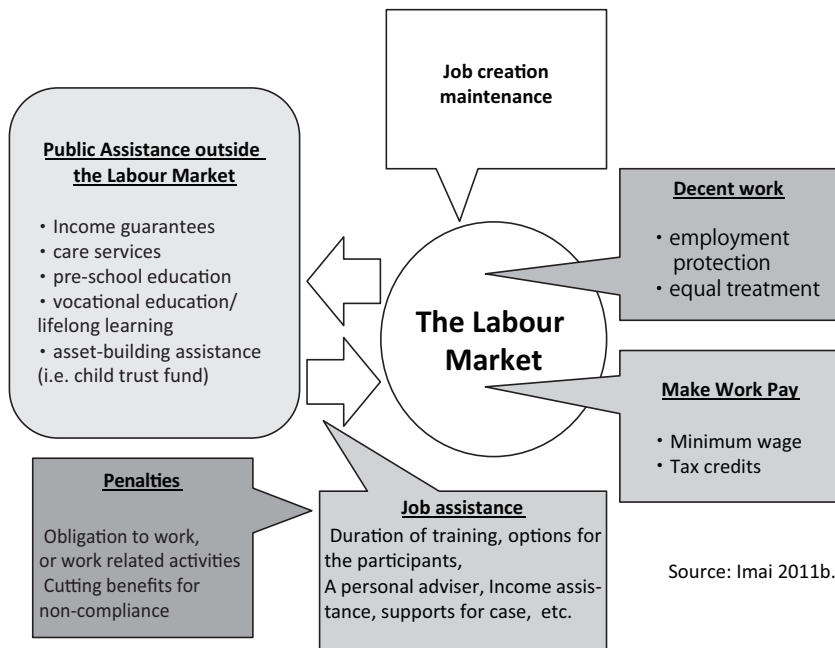 Job creation
maintenance
Public Assistance outside
the Labour Market
・Income guarantees
・care services
・pre-school education
・vocational education/
lifelong learning
・asset-building assistance
(i.e. child trust fund)
The Labour
Market
Decent work
・employment
protection
・equal treatment
Make Work Pay
・Minimum wage
・Tax credits
Penalties
Obligation to work,
or work related activities
Cutting benefits for
non-compliance
Job assistance
Duration of training, options for
the participants,
A personal adviser, Income assis-
tance, supports for case, etc.
Source: Imai 2011b.